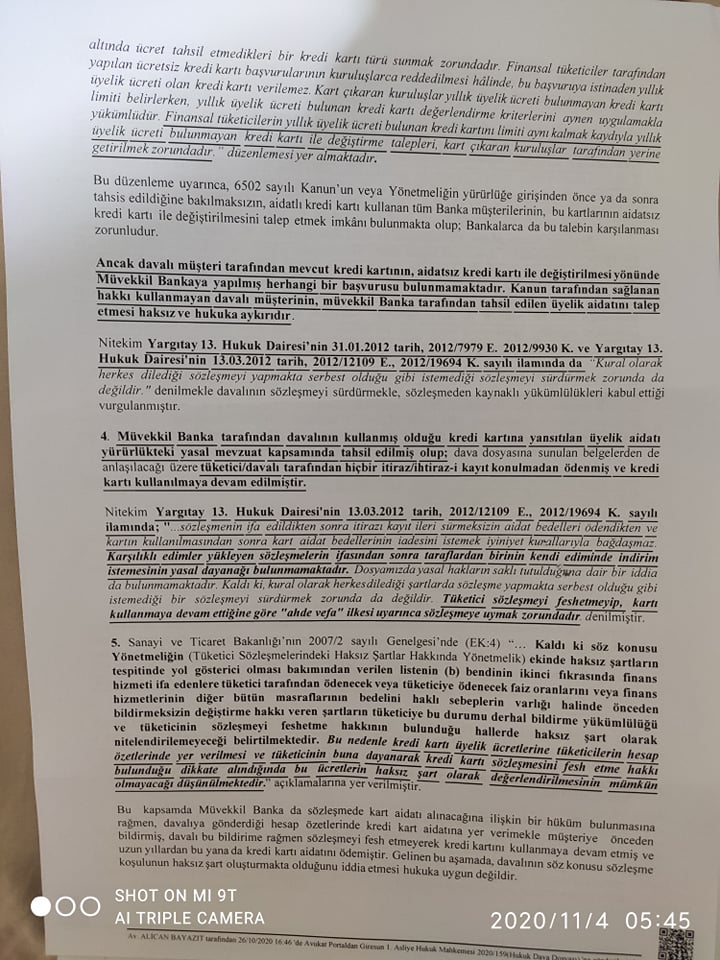 altında ücret tahsil etmedikleri bir kredi kartı türü sunmak zorundadır. Finansal tüketiciler tarafından
yapılan ücretsiz kredi kartı başvurularının kuruluşlarca reddedilmesi hâlinde, bu başvuruya istinaden yıllık
üyelik ücreti olan kredi kartı verilemez. Kart çıkaran kuruluşlar yıllık üyelik ücreti bulunmayan kredi kartı
limiti belirlerken, yıllık üyelik ücreti bulunan kredi kartı değerlendirme kriterlerini aynen uygulamakla
yükümlüdür. Finansal tüketicilerin yıllık üyelik ücreti bulunan kredi kartını limiti aynı kalmak kaydıyla yıllık
üyelik ücreti bulunmayan kredi kartı ile değiştirme talepleri, kart çıkaran kuruluşlar tarafından yerine
getirilmek zorundadır." düzenlemesi yer almaktadır.
Bu düzenleme uyarınca, 6502 sayılı Kanun'un veya Yönetmeliğin yürürlüğe girişinden önce ya da sonra
tahsis edildiğine bakılmaksızın, aidatlı kredi kartı kullanan tüm Banka müşterilerinin, bu kartlarının aidatsız
kredi kartı ile değiştirilmesini talep etmek imkânı bulunmakta olup; Bankalarca da bu talebin karşılanması
zorunludur.
Ancak davalı müşteri tarafından mevcut kredi kartının, aidatsız kredi kartı ile değiştirilmesi yönünde
Müvekkil Bankaya yapılmış herhangi bir başvurusu bulunmamaktadır. Kanun tarafından sağlanan
hakkı kullanmayan davalı müşterinin, müvekkil Banka tarafından tahsil edilen üyelik aidatını talep
etmesi haksız ve hukuka aykırıdır.
Nitekim Yargıtay 13. Hukuk Dairesi'nin 31.01.2012 tarih, 2012/7979 E. 2012/9930 K. ve Yargıtay 13.
Hukuk Dairesi'nin 13.03.2012 tarih, 2012/12109 E., 2012/19694 K. sayılı ilamında da "Kural olarak
herkes dilediği sözleşmeyi yapmakta serbest olduğu gibi istemediği sözleşmeyi sürdürmek zorunda da
değildir." denilmekle davalının sözleşmeyi sürdürmekle, sözleşmeden kaynaklı yükümlülükleri kabul ettiği
vurgulanmıştır.
4. Müvekkil Banka tarafından davalının kullanmış olduğu kredi kartına yansıtılan üyelik aidatı
yürürlükteki yasal mevzuat kapsamında tahsil edilmiş olup; dava dosyasına sunulan belgelerden de
anlaşılacağı üzere tüketici/davalı tarafından hiçbir itiraz/ihtiraz-i kayıt konulmadan ödenmiş ve kredi
kartı kullanılmaya devam edilmiştir.
Nitekim Yargıtay 13. Hukuk Dairesi'nin 13.03.2012 tarih, 2012/12109 E., 2012/19694 K. sayılı
ilamında; "...sözleşmenin ifa edildikten sonra itirazı kayıt ileri sürmeksizin aidat bedelleri ödendikten ve
kartın kullanılmasından sonra kart aidat bedellerinin iadesini istemek iyiniyet kurallarıyla bağdaşmaz.
Karşılıklı edimler yükleyen sözleşmelerin ifasından sonra taraflardan birinin kendi ediminde indirim
istemesinin yasal dayanağı bulunmamaktadır. Dosyamızda yasal hakların saklı tutulduğuna dair bir iddia
da bulunmamaktadır. Kaldı ki, kural olarak herkes dilediği şartlarda sözleşme yapmakta serbest olduğu gibi
istemediği bir sözleşmeyi sürdürmek zorunda da değildir. Tüketici sözleşmeyi feshetmeyip, kartı
kullanmaya devam ettiğine göre "ahde vefa" ilkesi uyarınca sözleşmeye uymak zorundadır. denilmiştir.
5. Sanayi ve Ticaret Bakanlığı'nın 2007/2 sayılı Genelgesi'nde (EK:4) "... Kaldı ki söz konusu
Yönetmeliğin (Tüketici Sözleşmelerindeki Haksız Şartlar Hakkında Yönetmelik) ekinde haksız şartların
tespitinde yol gösterici olması bakımından verilen listenin (b) bendinin ikinci fıkrasında finans
hizmeti ifa edenlere tüketici tarafından ödenecek veya tüketiciye ödenecek faiz oranlarını veya finans
hizmetlerinin diğer bütün masraflarının bedelini haklı sebeplerin varlığı halinde önceden
bildirmeksizin değiştirme hakkı veren şartların tüketiciye bu durumu derhal bildirme yükümlülüğü
ve tüketicinin sözleşmeyi feshetme hakkının bulunduğu hallerde haksız şart olarak
nitelendirilemeyeceği belirtilmektedir. Bu nedenle kredi kartı üyelik ücretlerine tüketicilerin hesap
özetlerinde yer verilmesi ve tüketicinin buna dayanarak kredi kartı sözleşmesini fesh etme hakkı
bulunduğu dikkate alındığında bu ücretlerin haksız şart olarak değerlendirilmesinin mümkün
olmayacağı düşünülmektedir." açıklamalarına yer verilmiştir.
Bu kapsamda Müvekkil Banka da sözleşmede kart aidatı alınacağına ilişkin bir hüküm bulunmasına
rağmen, davalıya gönderdiği hesap özetlerinde kredi kart aidatına yer verimekle müşteriye önceden
bildirmiş, davalı bu bildirime rağmen sözleşmeyi fesh etmeyerek kredi kartını kullanmaya devam etmiş ve
uzun yıllardan bu yana da kredi kartı aidatını ödemiştir. Gelinen bu aşamada, davalının söz konusu sözleşme
koşulunun haksız şart oluşturmakta olduğunu iddia etmesi hukuka uygun değildir.
SHOT ON MI 9T
AI TRIPLE CAMERA
2020/11/4 05:45
Av. ALİCAN BAYAZIT tarafından 26/10/2020 16:46 'de Avukat Portaldan Giresun 1. Asliye Hukuk Mahkemesi 2020/159(Hukuk Dava Dosyası)